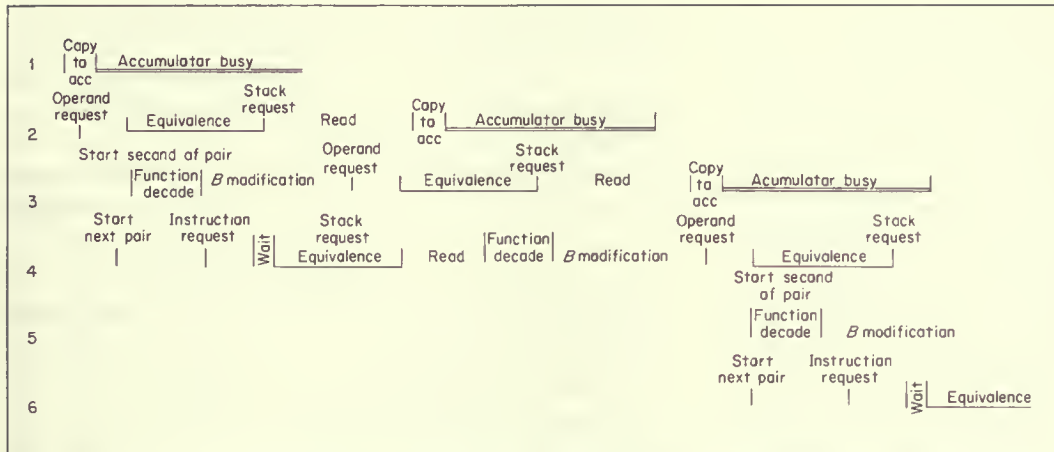 Copy
to
acc
1
Accumulator busy
Operand
request
Stack
request
2
Equivalence
Read
Copy
to
acc
Accumulator busy
Start second of pair
Operand
request
Stack
request
3
Function
decade
B modification
Equivalence
Read
Copy
to
acc
Acumulator busy
Start
next pair
Instruction
request
Stack
request
Operand
request
Stack
request
4
Wait
Equivalence
Read
Function
decade
B modification
Equivalence
Start second
of pair
5
Function
decade
B modification
Start
next pair
Instruction
request
6
Wait
Equivalence